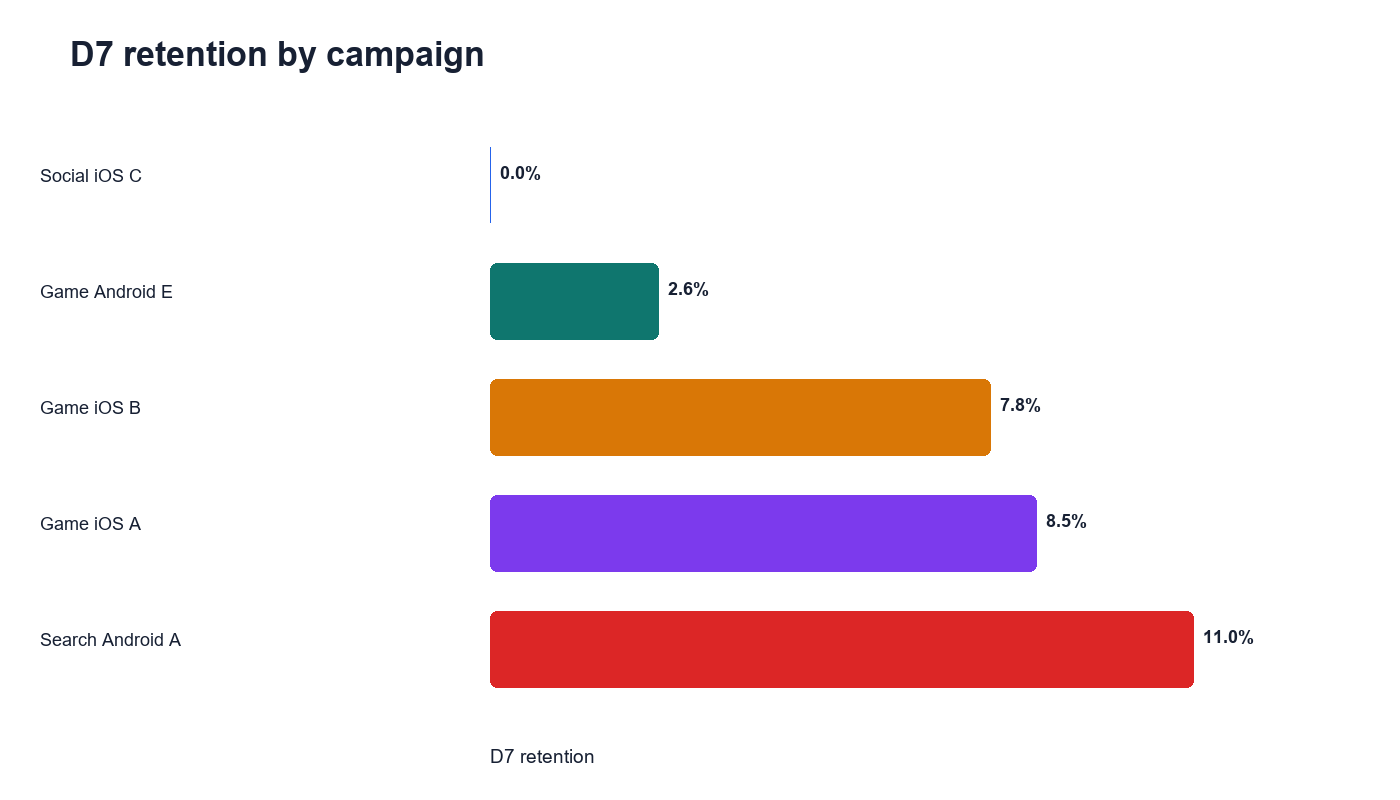 D7 retention by campaign
Social iOS C 0.0%
Game Android E 2.6%
Game iOS B 7.8%
Game iOS A 8.5%
Search Android A 11.0%
D7 retention